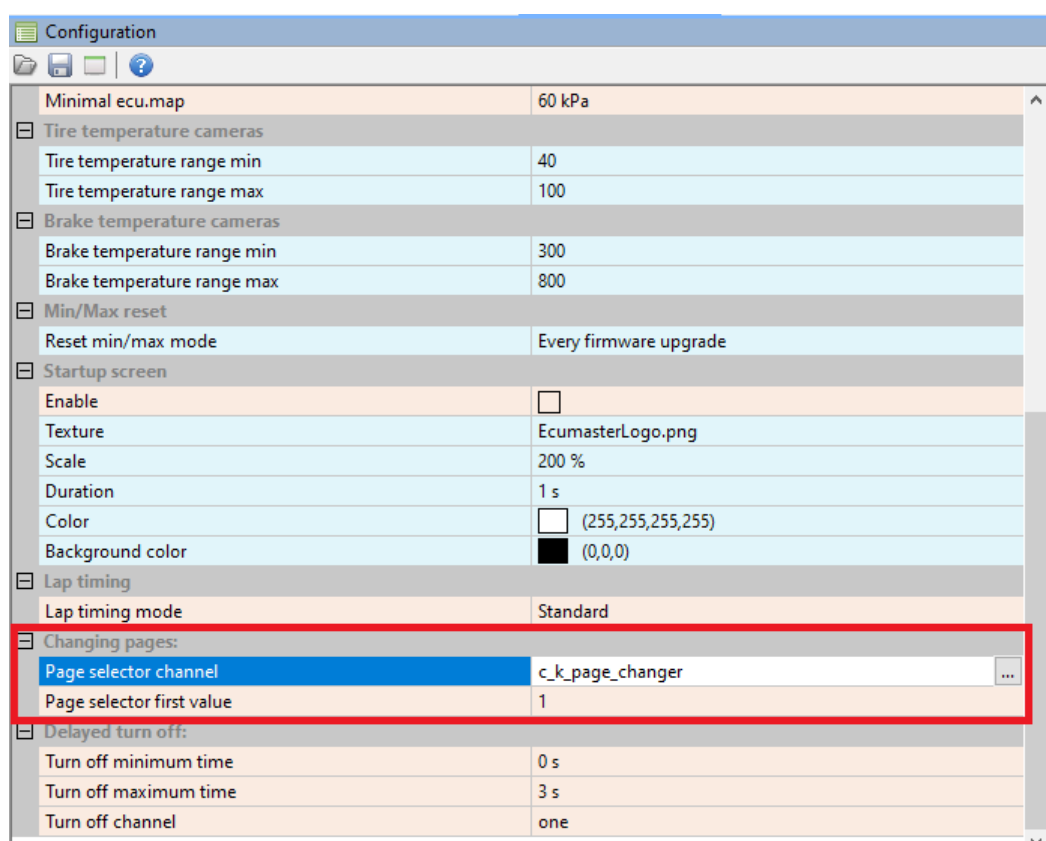 Configuration
Minimal ecu.map 60 kPa
Tire temperature cameras
Tire temperature range min 40
Tire temperature range max 100
Brake temperature cameras
Brake temperature range min 300
Brake temperature range max 800
Min/Max reset
Reset min/max mode Every firmware upgrade
Startup screen
Enable
Texture EcumasterLogo.png
Scale 200 %
Duration 1 s
Color (255,255,255,255)
Background color (0,0,0)
Lap timing
Lap timing mode Standard
Changing pages:
Page selector channel c_k_page_changer ...
Page selector first value 1
Delayed turn off:
Turn off minimum time 0 s
Turn off maximum time 3 s
Turn off channel one